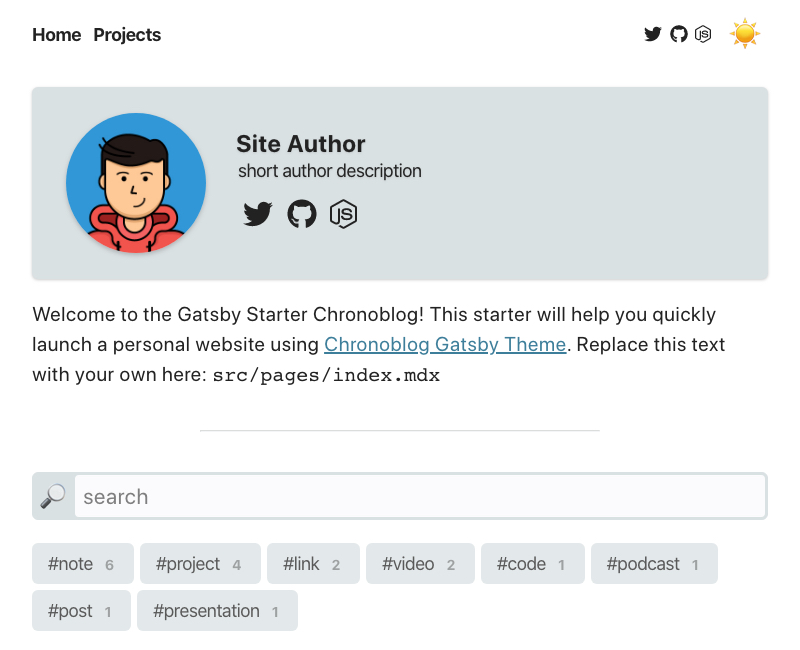 Home Projects
Site Author
short author description
Welcome to the Gatsby Starter Chronoblog! This starter will help you quickly
launch a personal website using Chronoblog Gatsby Theme. Replace this text
with your own here: src/pages/index.mdx
search
#note 6 #project 4 #link 2 #video 2 #code 1 #podcast 1
#post 1 #presentation 1